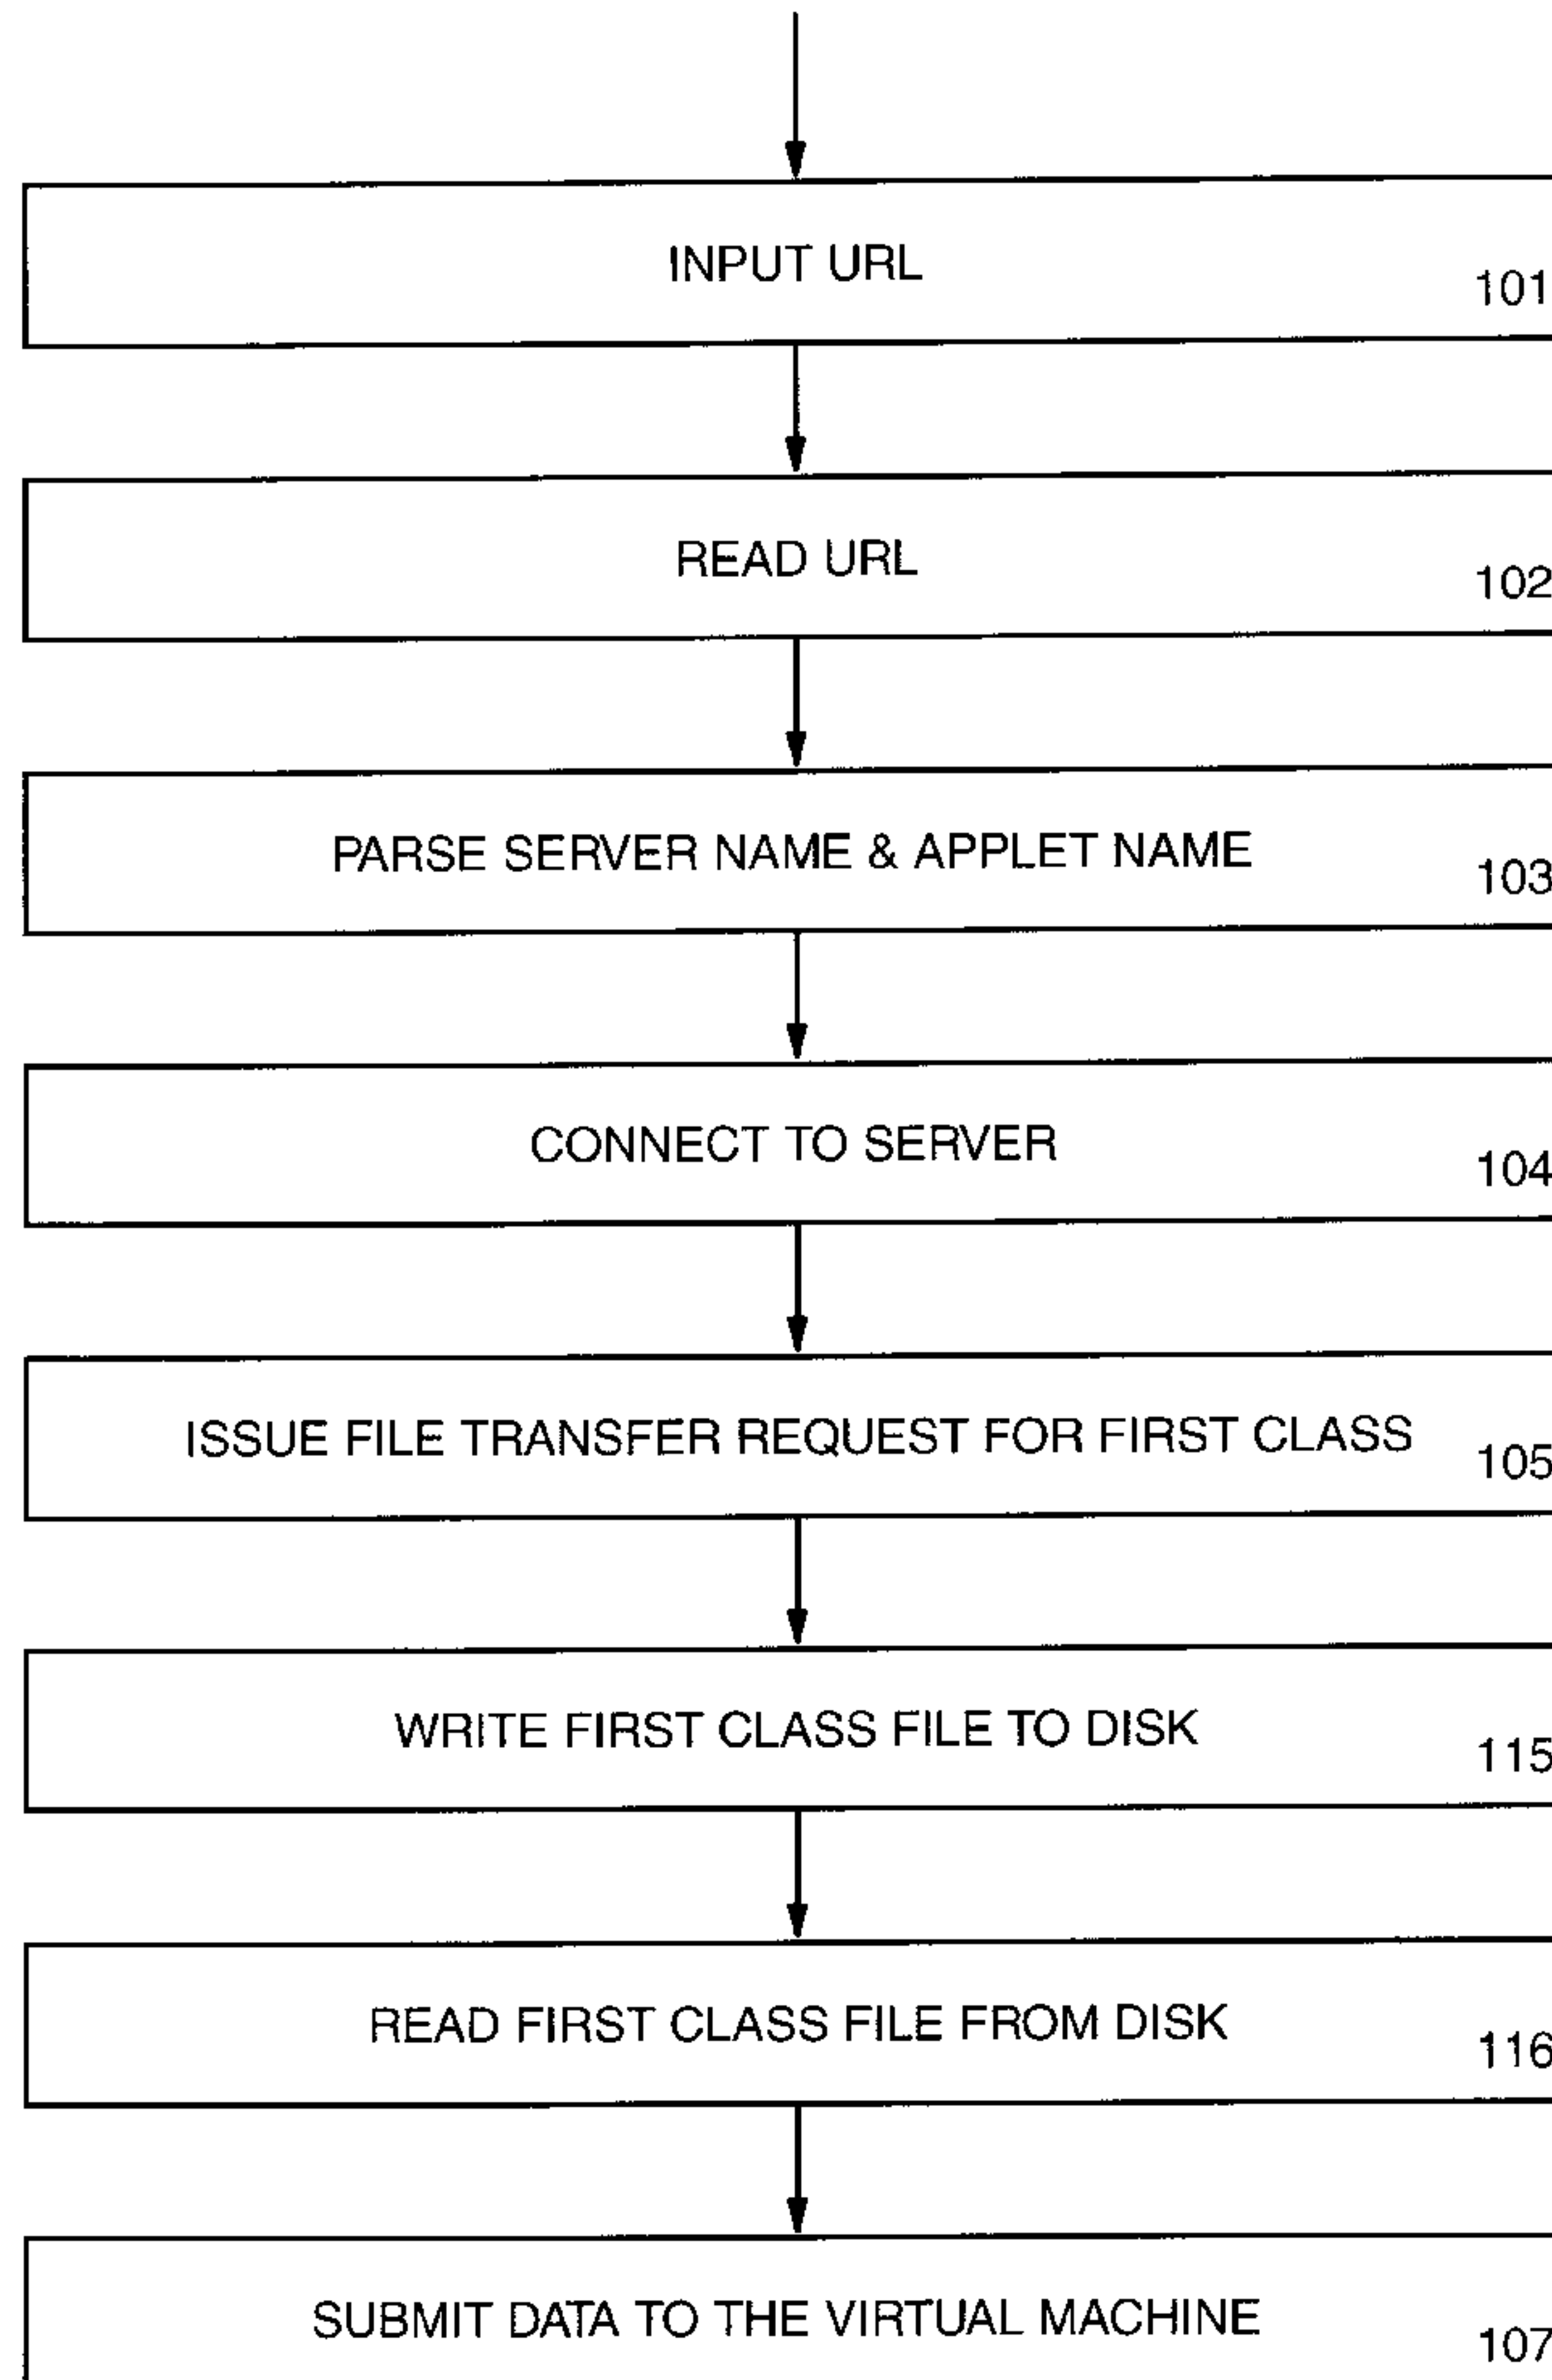 INPUT URL
101
READ URL
102
PARSE SERVER NAME & APPLET NAME
103
CONNECT TO SERVER
104
ISSUE FILE TRANSFER REQUEST FOR FIRST CLASS
105
WRITE FIRST CLASS FILE TO DISK
115
READ FIRST CLASS FILE FROM DISK
116
SUBMIT DATA TO THE VIRTUAL MACHINE
107